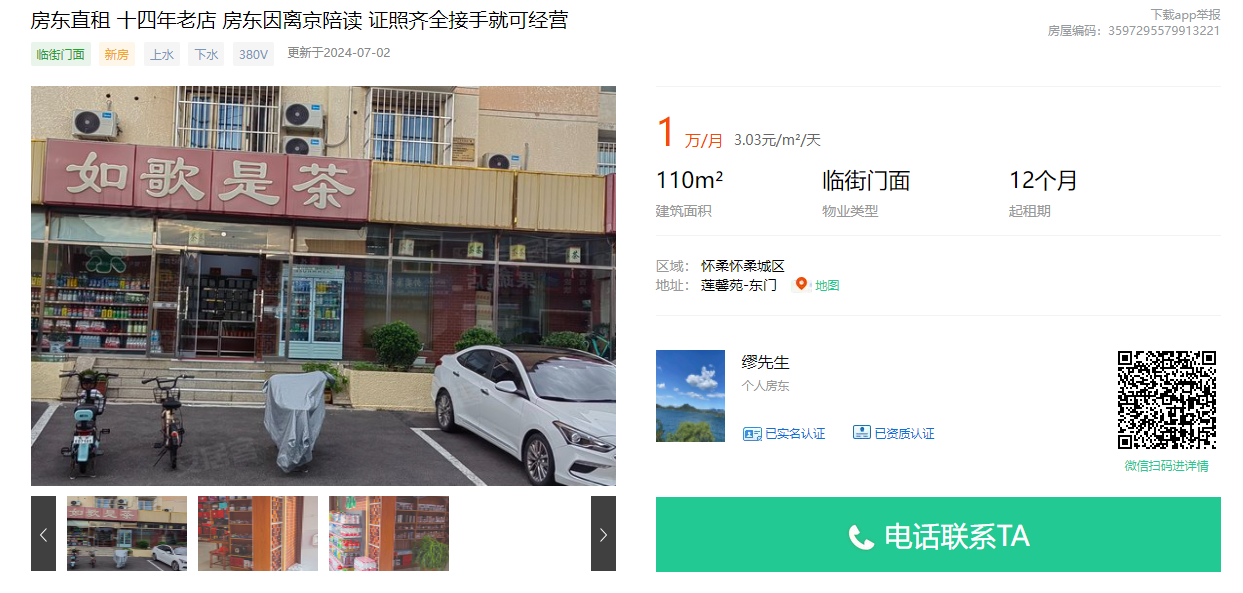 房东直租 十四年老店 房东因离京陪读 证照齐全接手就可经营
下载app举报
房屋编码：3597295579913221
临街门面 新房 上水 下水 380V 更新于2024-07-02
如歌是茶
茶
1 万/月 3.03元/m²/天
110m² 临街门面 12个月
建筑面积 物业类型 起租期
区域： 怀柔怀柔城区
地址： 莲馨苑-东门 地图
缪先生
个人房东
已实名认证 已资质认证
微信扫码进详情
电话联系TA